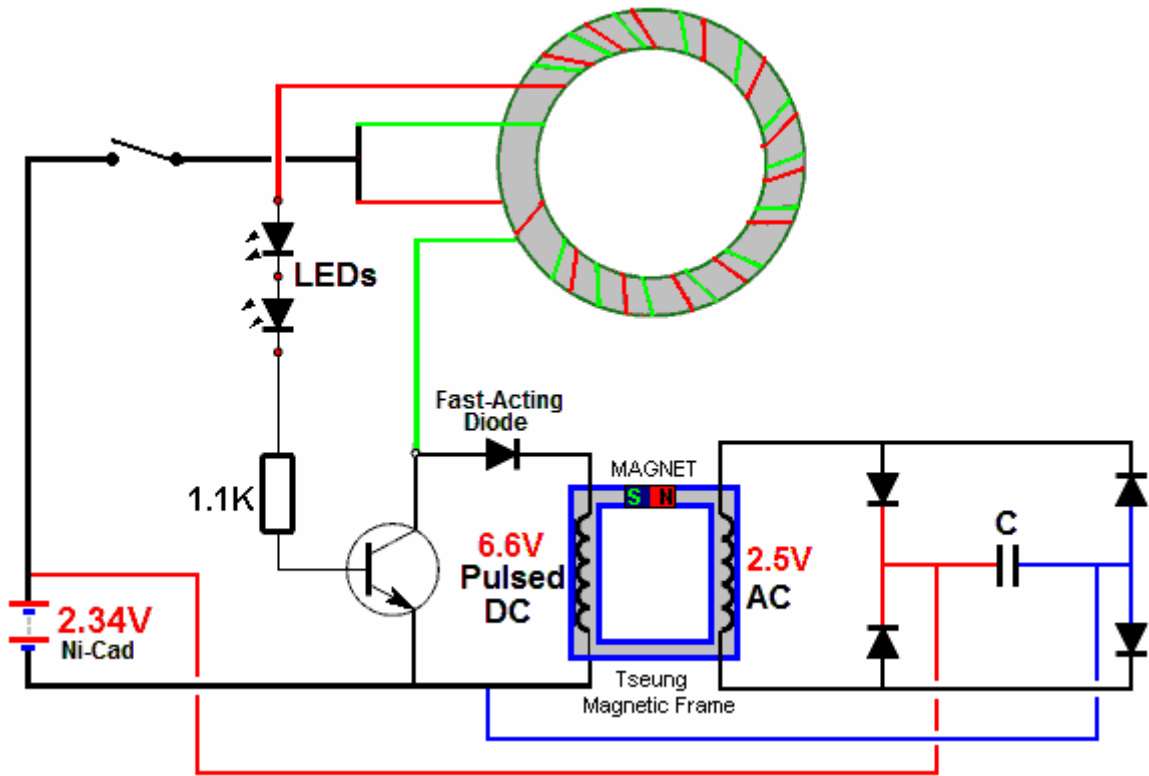 LEDs
Fast-Acting
Diode
MAGNET
S N
1.1K
6.6V
Pulsed
DC
2.5V
AC
C
2.34V
Ni-Cad
Tseung
Magnetic Frame